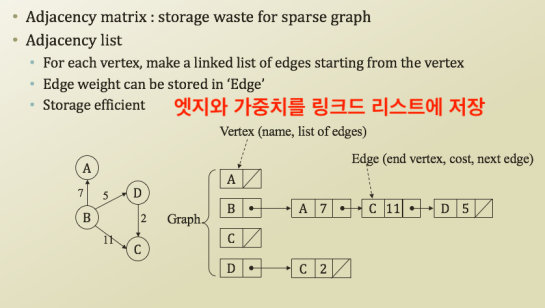 • Adjacency matrix : storage waste for sparse graph
• Adjacency list
• For each vertex, make a linked list of edges starting from the vertex
• Edge weight can be stored in ‘Edge’
• Storage efficient
엣지와 가중치를 링크드 리스트에 저장
Vertex (name, list of edges)
Edge (end vertex, cost, next edge)
A
7
5
D
B
2
11
C
Graph
A
B
A 7
C 11
D 5
C
D
C 2